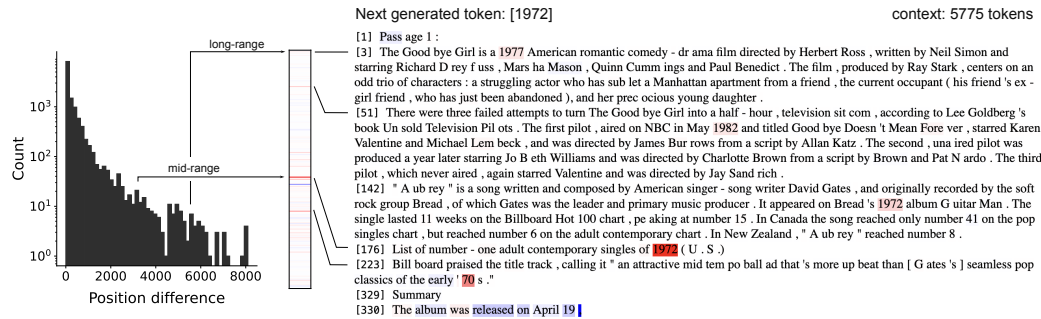 Next generated token: [1972]
context: 5775 tokens
long-range
mid-range
Count
10³
10²
10¹
10⁰
0 2000 4000 6000 8000
Position difference
[1] Pass age 1 :
[3] The Good bye Girl is a 1977 American romantic comedy - dr ama film directed by Herbert Ross , written by Neil Simon and
starring Richard D rey f uss , Mars ha Mason , Quinn Cumm ings and Paul Benedict . The film , produced by Ray Stark , centers on an
odd trio of characters : a struggling actor who has sub let a Manhattan apartment from a friend , the current occupant ( his friend 's ex -
girl friend , who has just been abandoned ), and her prec ocious young daughter .
[51] There were three failed attempts to turn The Good bye Girl into a half - hour , television sit com , according to Lee Goldberg 's
book Un sold Television Pil ots . The first pilot , aired on NBC in May 1982 and titled Good bye Doesn 't Mean Fore ver , starred Karen
Valentine and Michael Lem beck , and was directed by James Bur rows from a script by Allan Katz . The second , una ired pilot was
produced a year later starring Jo B eth Williams and was directed by Charlotte Brown from a script by Brown and Pat N ardo . The third
pilot , which never aired , again starred Valentine and was directed by Jay Sand rich .
[142] " A ub rey " is a song written and composed by American singer - song writer David Gates , and originally recorded by the soft
rock group Bread , of which Gates was the leader and primary music producer . It appeared on Bread 's 1972 album G uitar Man . The
single lasted 11 weeks on the Billboard Hot 100 chart , pe aking at number 15 . In Canada the song reached only number 41 on the pop
singles chart , but reached number 6 on the adult contemporary chart . In New Zealand , " A ub rey " reached number 8 .
[176] List of number - one adult contemporary singles of 1972 ( U . S .)
[223] Bill board praised the title track , calling it " an attractive mid tem po ball ad that 's more up beat than [ G ates 's ] seamless pop
classics of the early ' 70 s ."
[329] Summary
[330] The album was released on April 19